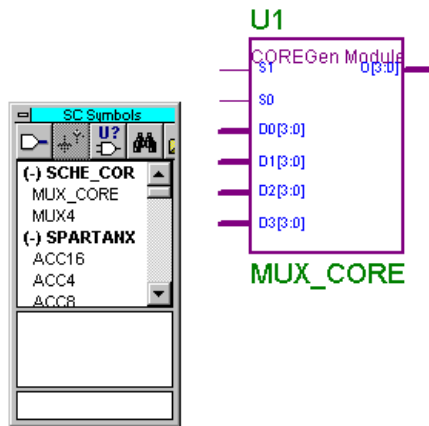 U1
COREGen Module
S1
O[3:0]
S0
D0[3:0]
D1[3:0]
D2[3:0]
D3[3:0]
MUX_CORE
SC Symbols
U?
(-) SCHE_COR
MUX_CORE
MUX4
(-) SPARTANX
ACC16
ACC4
ACC8